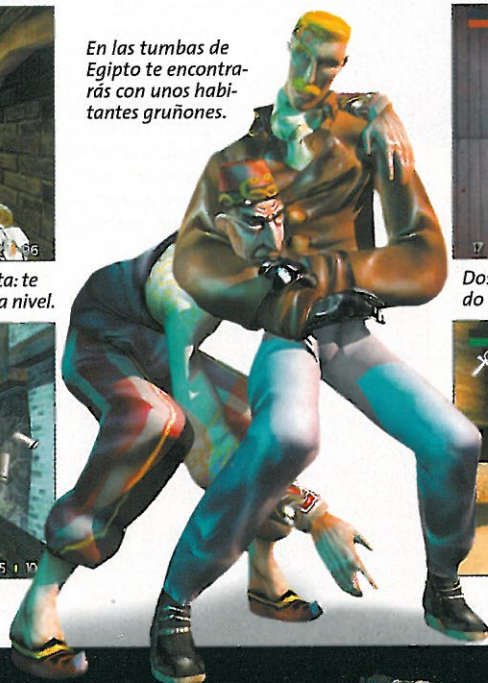 En las tumbas de
Egipto te encontra-
rás con unos habi-
tantes gruñones.
ta: te
a nivel.
Dos
do